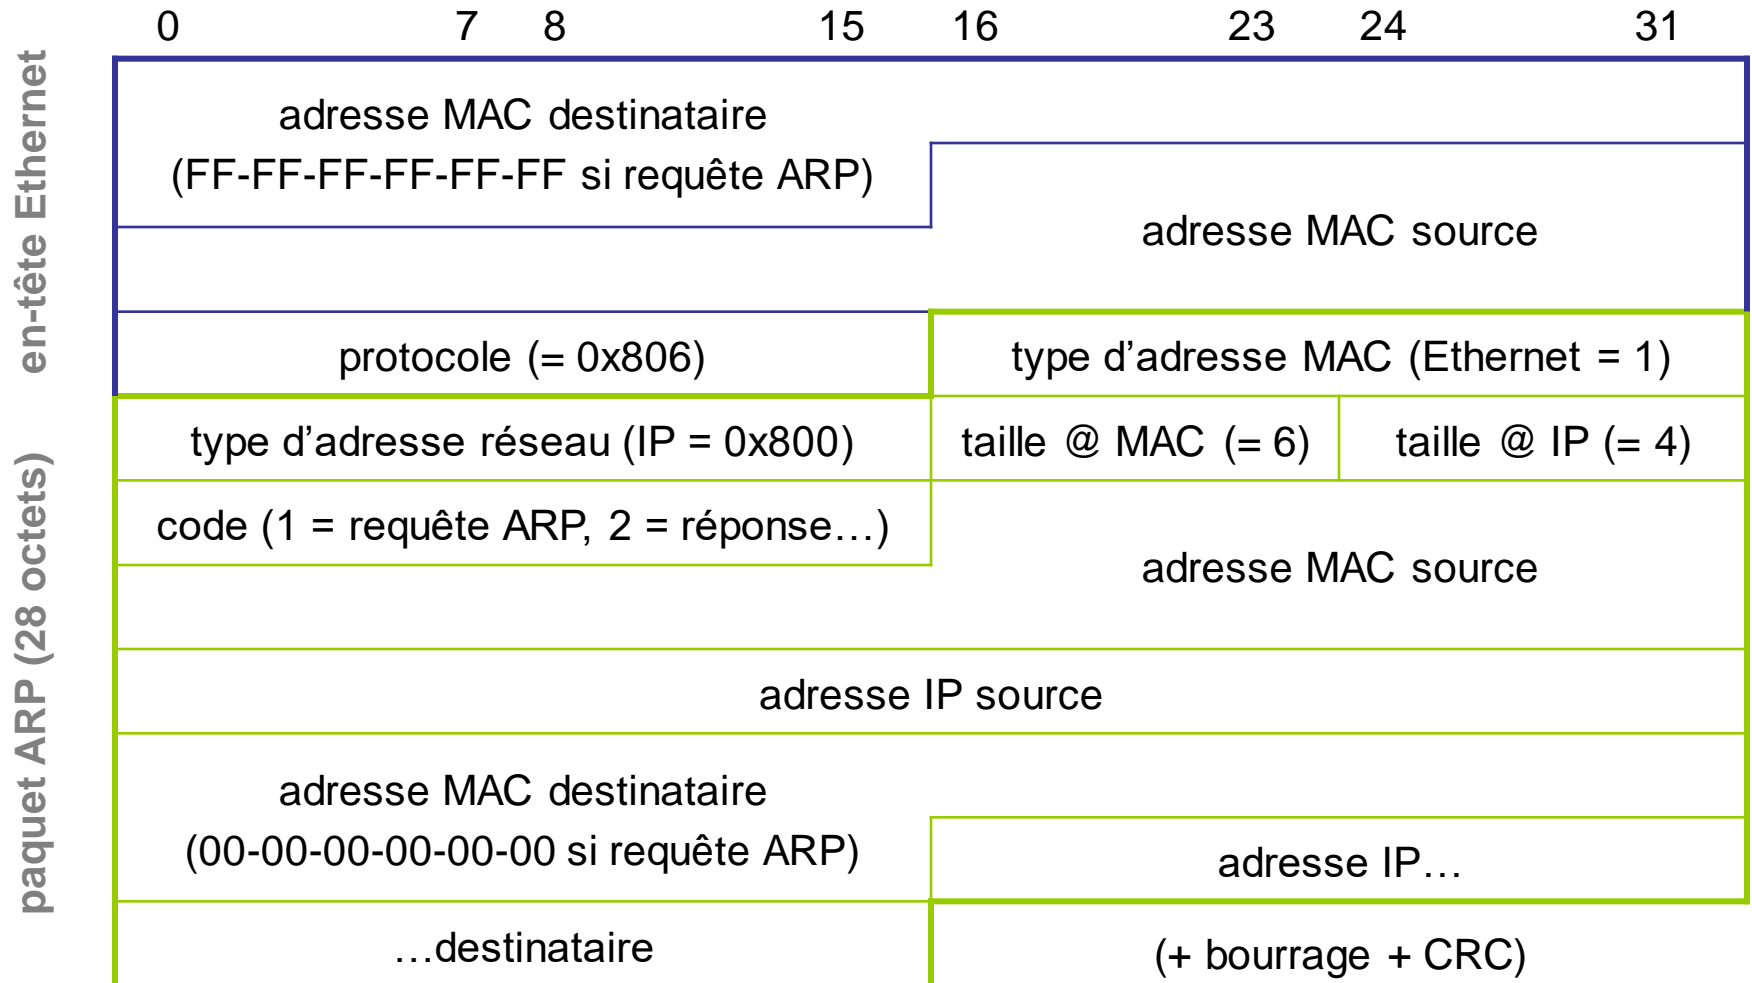 0 7 8 15 16 23 24 31
en-tête Ethernet
adresse MAC destinataire
(FF-FF-FF-FF-FF-FF si requête ARP)
adresse MAC source
protocole (= 0x806)
type d’adresse MAC (Ethernet = 1)
paquet ARP (28 octets)
type d’adresse réseau (IP = 0x800)
taille @ MAC (= 6)
taille @ IP (= 4)
code (1 = requête ARP, 2 = réponse…)
adresse MAC source
adresse IP source
adresse MAC destinataire
(00-00-00-00-00-00 si requête ARP)
adresse IP…
…destinataire
(+ bourrage + CRC)